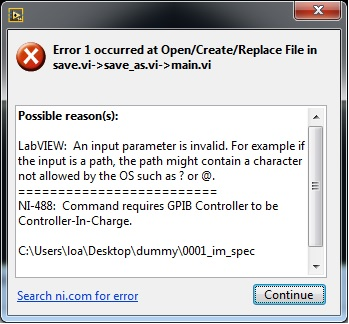 Error 1 occurred at Open/Create/Replace File in
save.vi->save_as.vi->main.vi
Possible reason(s):
LabVIEW:  An input parameter is invalid. For example if
the input is a path, the path might contain a character
not allowed by the OS such as ? or @.
=========================
NI-488:  Command requires GPIB Controller to be
Controller-In-Charge.
C:\Users\loa\Desktop\dummy\0001_im_spec
Search ni.com for error
Continue